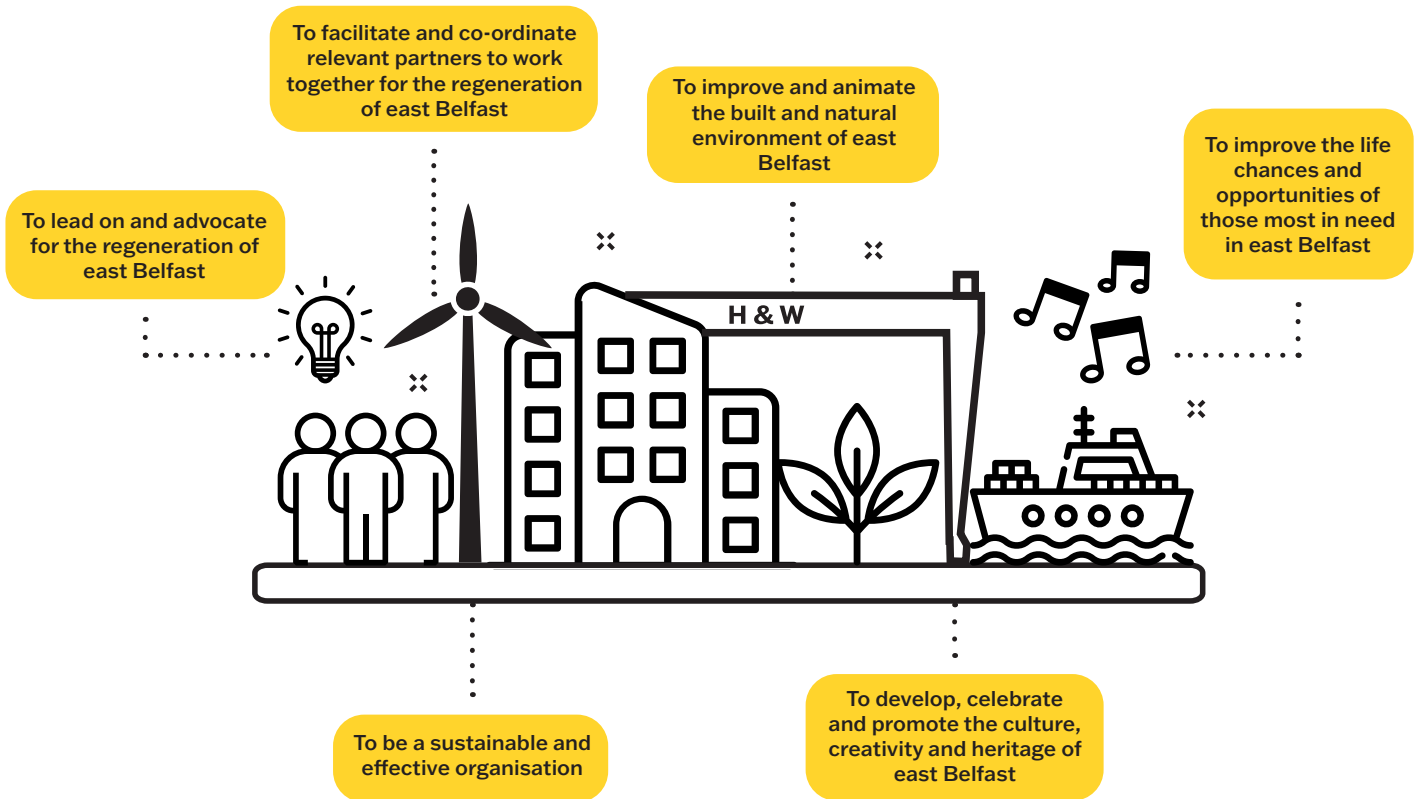 To facilitate and co-ordinate
relevant partners to work
together for the regeneration
of east Belfast
To improve and animate
the built and natural
environment of east
Belfast
To improve the life
chances and
opportunities of
those most in need
in east Belfast
To lead on and advocate
for the regeneration of
east Belfast
H & W
To be a sustainable and
effective organisation
To develop, celebrate
and promote the culture,
creativity and heritage of
east Belfast